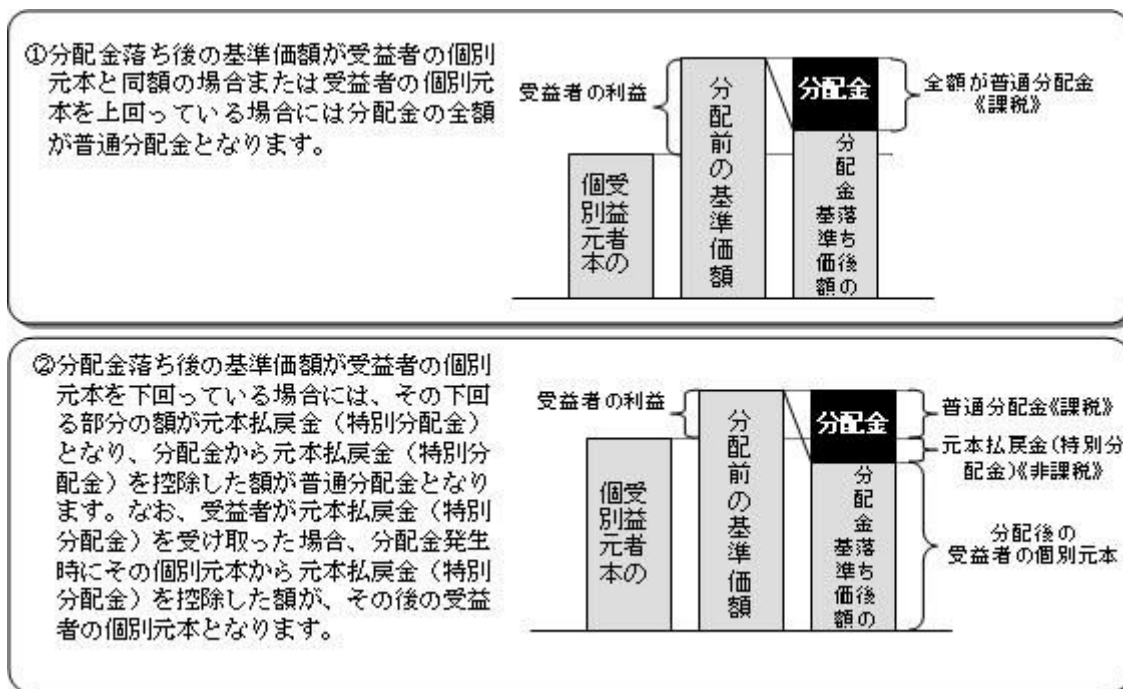 ①分配金落ち後の基準価額が受益者の個別
元本と同額の場合または受益者の個別元
本を上回っている場合には分配金の全額
が普通分配金となります。
受益者の利益
受益者の
個別元本
分配前の基準価額
分配金
分配金落ち後の
基準価額
全額が普通分配金
《課税》
②分配金落ち後の基準価額が受益者の個別
元本を下回っている場合には、その下回
る部分の額が元本払戻金（特別分配金）
となり、分配金から元本払戻金（特別分
配金）を控除した額が普通分配金となり
ます。なお、受益者が元本払戻金（特別
分配金）を受け取った場合、分配金発生
時にその個別元本から元本払戻金（特別
分配金）を控除した額が、その後の受益
者の個別元本となります。
受益者の利益
受益者の
個別元本
分配前の基準価額
分配金
分配金落ち後の
基準価額
普通分配金《課税》
元本払戻金(特別分
配金)《非課税》
分配後の
受益者の個別元本